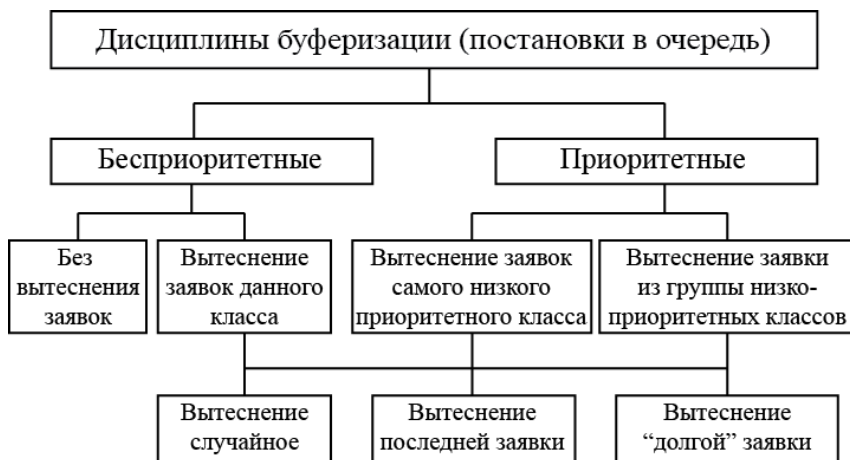 Дисциплины буферизации (постановки в очередь)
Бесприоритетные
Приоритетные
Без
вытеснения
заявок
Вытеснение
заявок данного
класса
Вытеснение заявок
самого низкого
приоритетного класса
Вытеснение заявки
из группы низко-
приоритетных классов
Вытеснение
случайное
Вытеснение
последней заявки
Вытеснение
“долгой” заявки